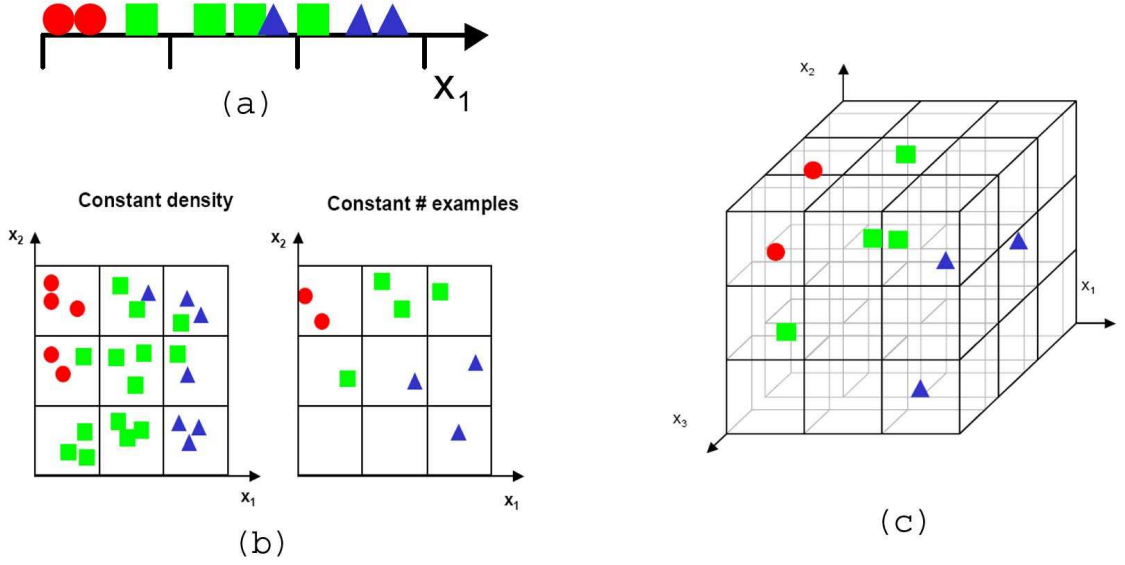 x₁
(a)
Constant density
x₂
x₁
Constant # examples
x₂
x₁
(b)
x₂
x₁
x₃
(c)